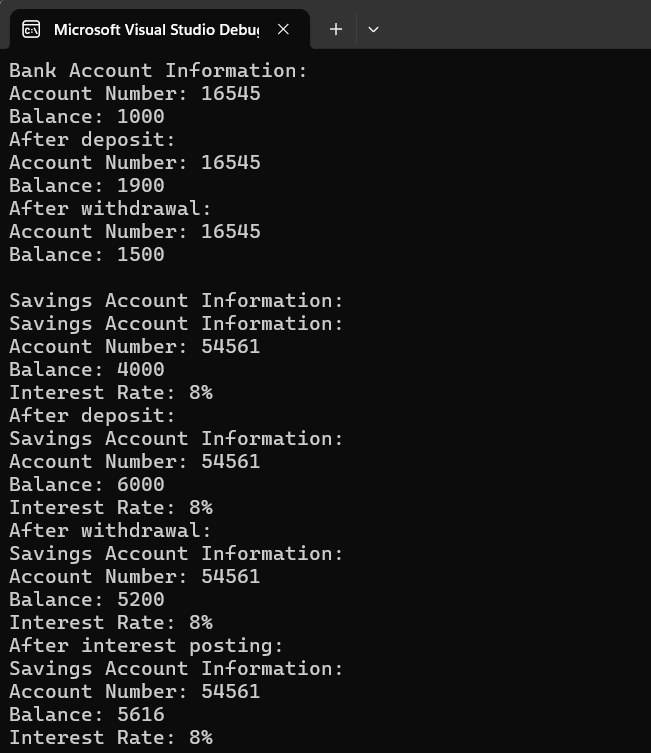 Microsoft Visual Studio Debu
Bank Account Information:
Account Number: 16545
Balance: 1000
After deposit:
Account Number: 16545
Balance: 1900
After withdrawal:
Account Number: 16545
Balance: 1500
Savings Account Information:
Savings Account Information:
Account Number: 54561
Balance: 4000
Interest Rate: 8%
After deposit:
Savings Account Information:
Account Number: 54561
Balance: 6000
Interest Rate: 8%
After withdrawal:
Savings Account Information:
Account Number: 54561
Balance: 5200
Interest Rate: 8%
After interest posting:
Savings Account Information:
Account Number: 54561
Balance: 5616
Interest Rate: 8%